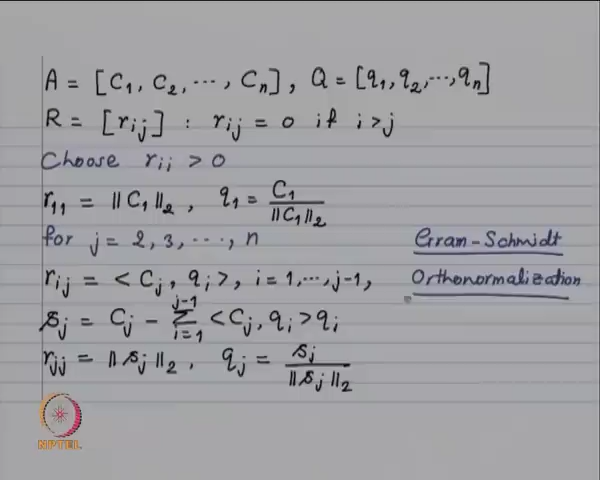 A = [C₁, C₂, ⋯, Cₙ], Q = [q₁, q₂, ⋯, qₙ]
R = [rᵢⱼ] : rᵢⱼ = 0 if i > j
Choose rᵢᵢ > 0
r₁₁ = ||C₁||₂, q₁ = C₁ / ||C₁||₂
for j = 2, 3, ⋯, n
Gram-Schmidt
rᵢⱼ = <Cⱼ, qᵢ>, i = 1, ⋯, j-1,
Orthonormalization
sⱼ = Cⱼ - ∑ᵢ₌₁ʲ⁻¹ <Cⱼ, qᵢ> qᵢ
rⱼⱼ = ||sⱼ||₂, qⱼ = sⱼ / ||sⱼ||₂
NPTEL